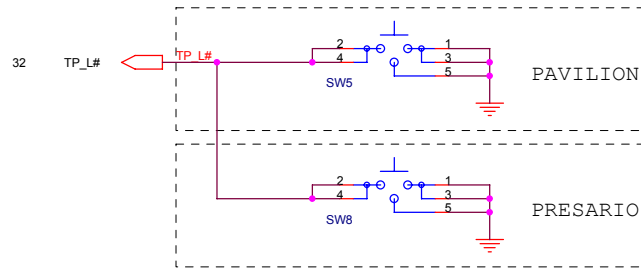 32 TP_L# TP_L#
2 1
4 3
5
SW5
PAVILION
2 1
4 3
5
SW8
PRESARIO